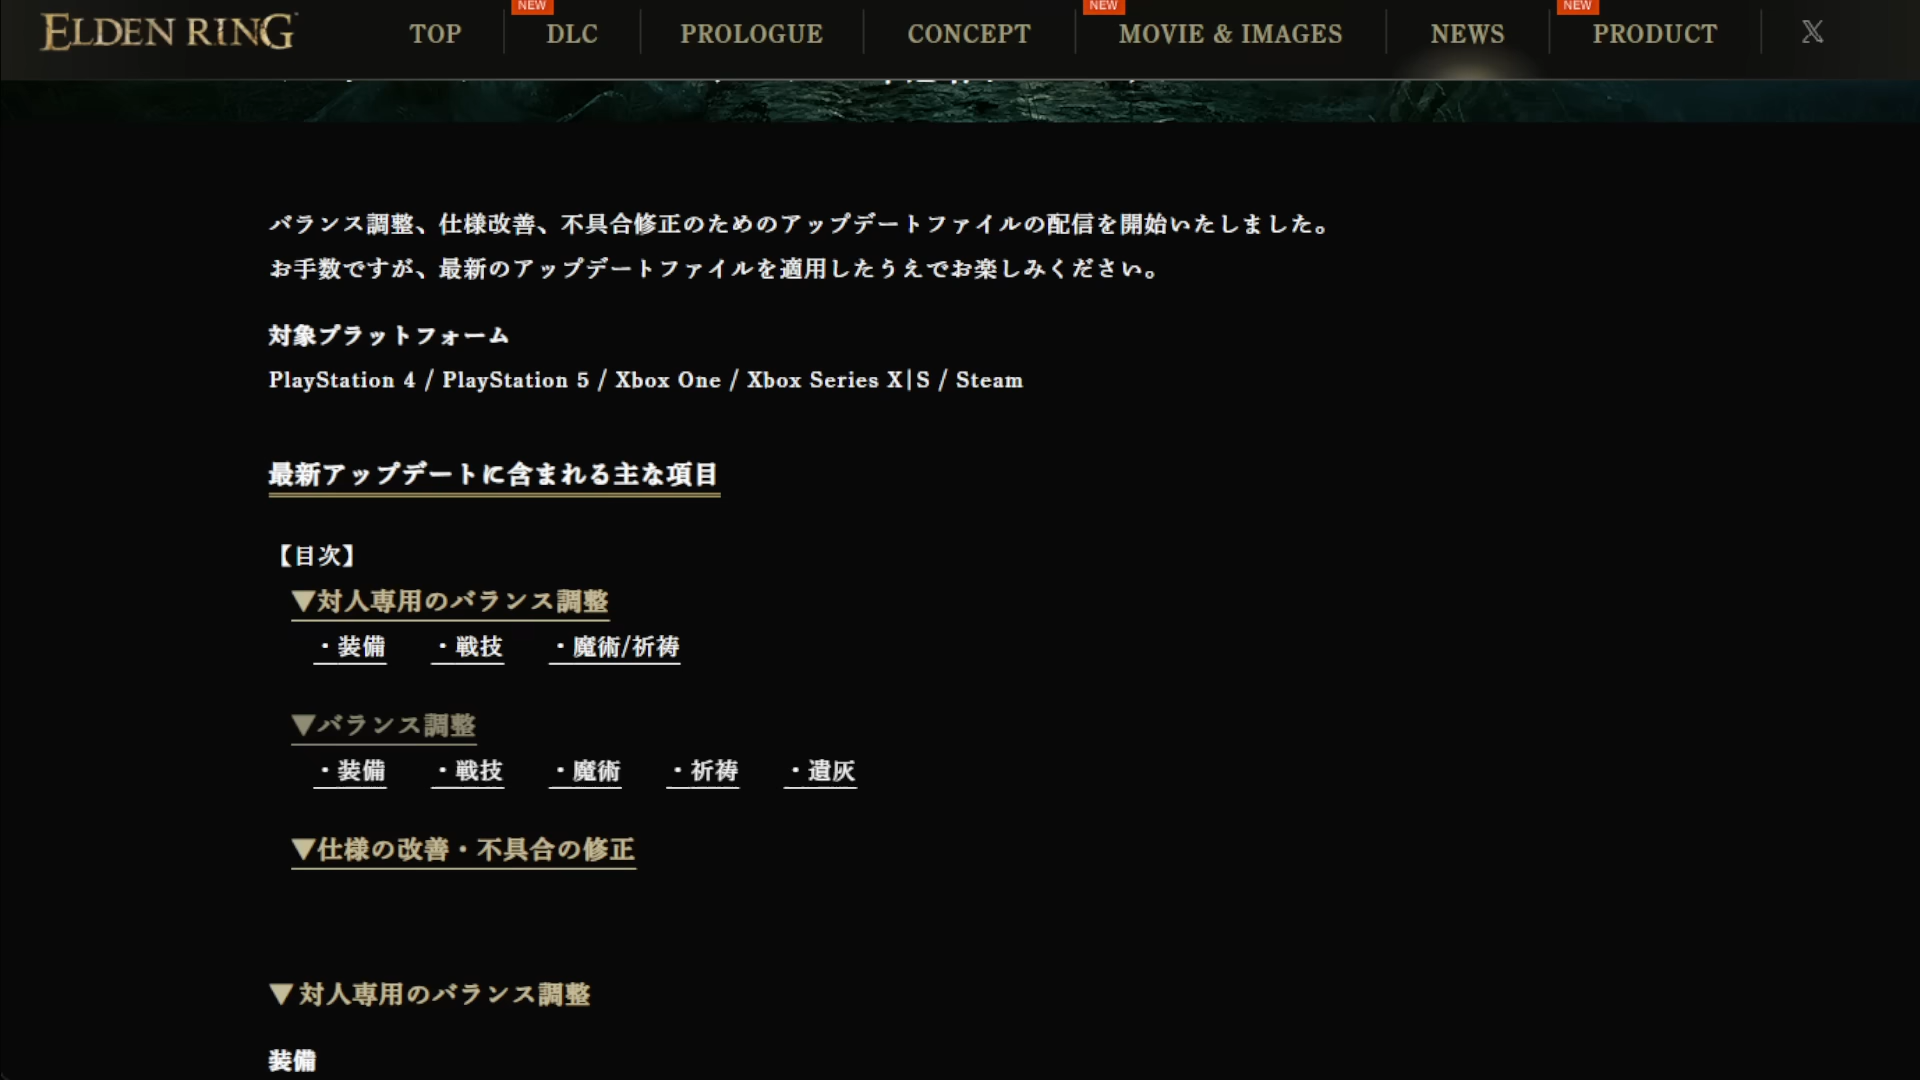 ELDEN RING
TOP
NEW
DLC
PROLOGUE
CONCEPT
NEW
MOVIE & IMAGES
NEWS
NEW
PRODUCT
X
バランス調整、仕様改善、不具合修正のためのアップデートファイルの配信を開始いたしました。
お手数ですが、最新のアップデートファイルを適用したうえでお楽しみください。
対象プラットフォーム
PlayStation 4 / PlayStation 5 / Xbox One / Xbox Series X|S / Steam
最新アップデートに含まれる主な項目
【目次】
▼対人専用のバランス調整
・装備 ・戦技 ・魔術/祈祷
▼バランス調整
・装備 ・戦技 ・魔術 ・祈祷 ・遺灰
▼仕様の改善・不具合の修正
▼ 対人専用のバランス調整
装備